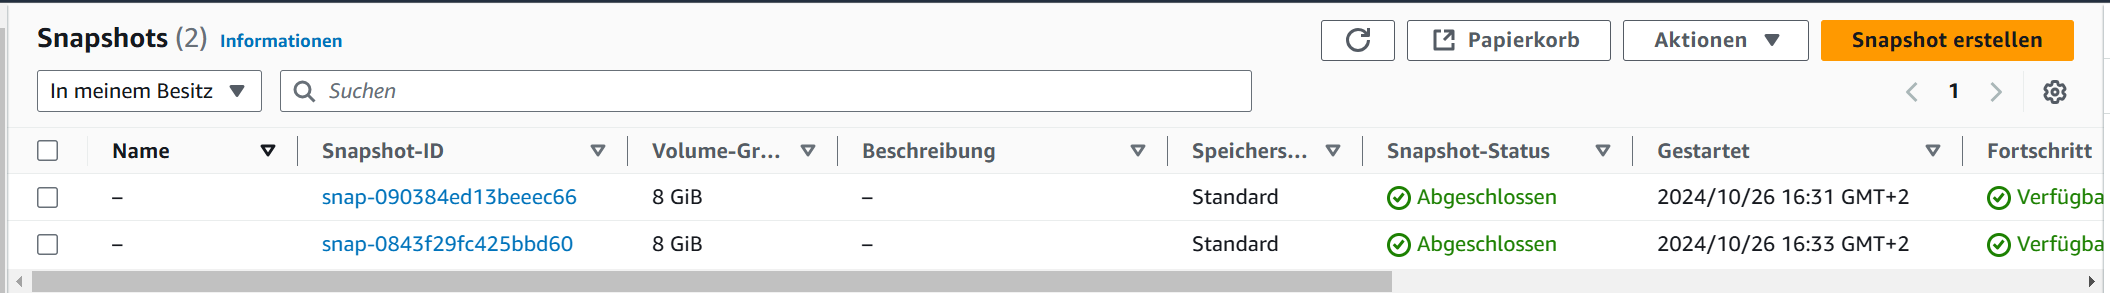 Snapshots (2) Informationen
Papierkorb
Aktionen
Snapshot erstellen
In meinem Besitz
Suchen
1
Name Snapshot-ID Volume-Gr... Beschreibung Speichers... Snapshot-Status Gestartet Fortschritt
– snap-090384ed13beeec66 8 GiB – Standard Abgeschlossen 2024/10/26 16:31 GMT+2 Verfügba
– snap-0843f29fc425bbd60 8 GiB – Standard Abgeschlossen 2024/10/26 16:33 GMT+2 Verfügba